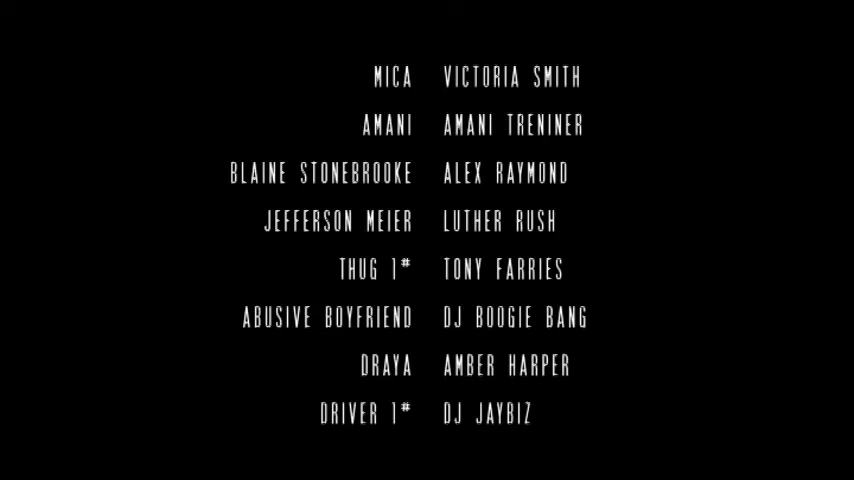 MICA VICTORIA SMITH
AMANI AMANI TRENINER
BLAINE STONEBROOKE ALEX RAYMOND
JEFFERSON MEIER LUTHER RUSH
THUG 1# TONY FARRIES
ABUSIVE BOYFRIEND DJ BOOGIE BANG
DRAYA AMBER HARPER
DRIVER 1# DJ JAYBIZ